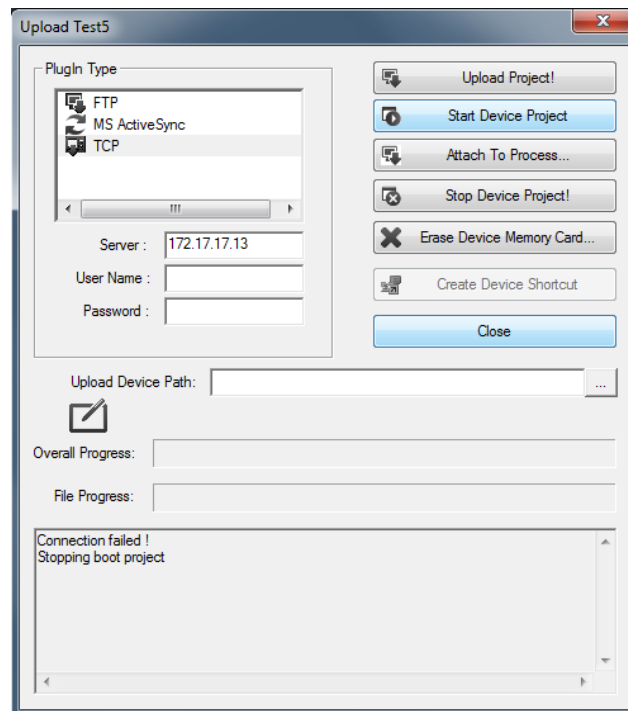 Upload Test5
PlugIn Type
FTP
MS ActiveSync
TCP
Server :
172.17.17.13
User Name :
Password :
Upload Project!
Start Device Project
Attach To Process...
Stop Device Project!
Erase Device Memory Card...
Create Device Shortcut
Close
Upload Device Path:
...
Overall Progress:
File Progress:
Connection failed !
Stopping boot project